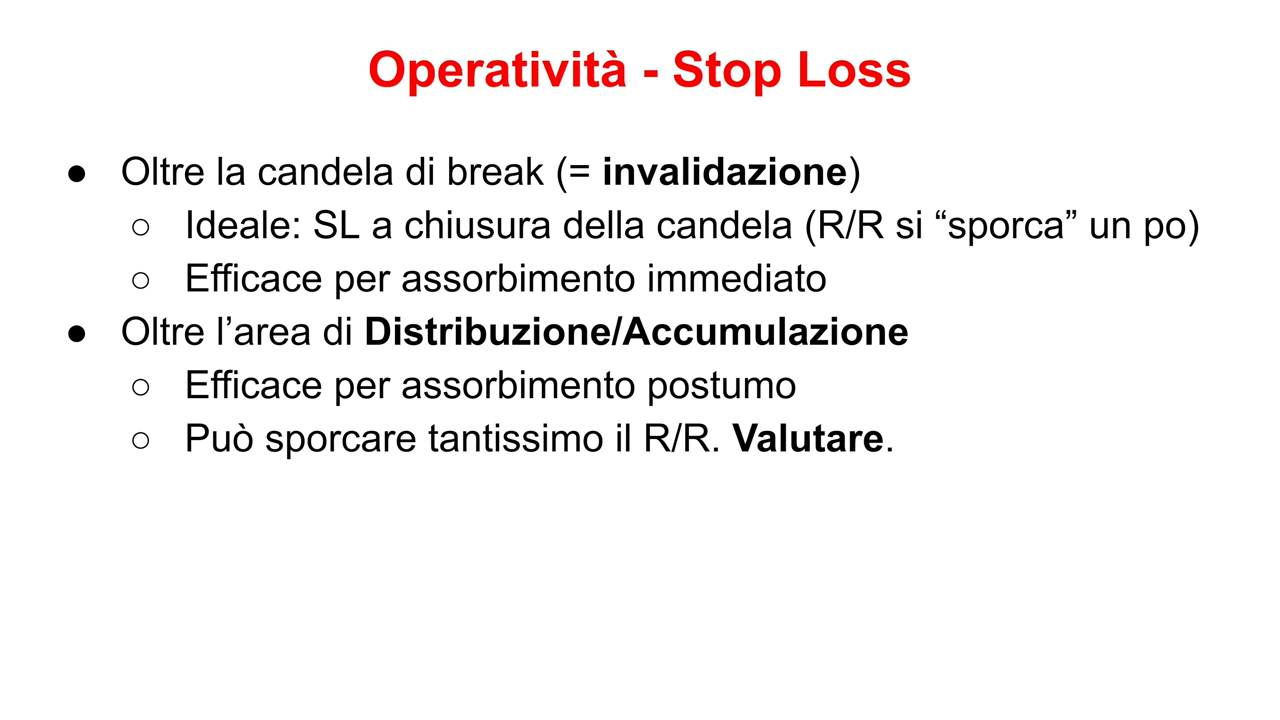 Operatività - Stop Loss
● Oltre la candela di break (= invalidazione)
○ Ideale: SL a chiusura della candela (R/R si “sporca” un po)
○ Efficace per assorbimento immediato
● Oltre l’area di Distribuzione/Accumulazione
○ Efficace per assorbimento postumo
○ Può sporcare tantissimo il R/R. Valutare.